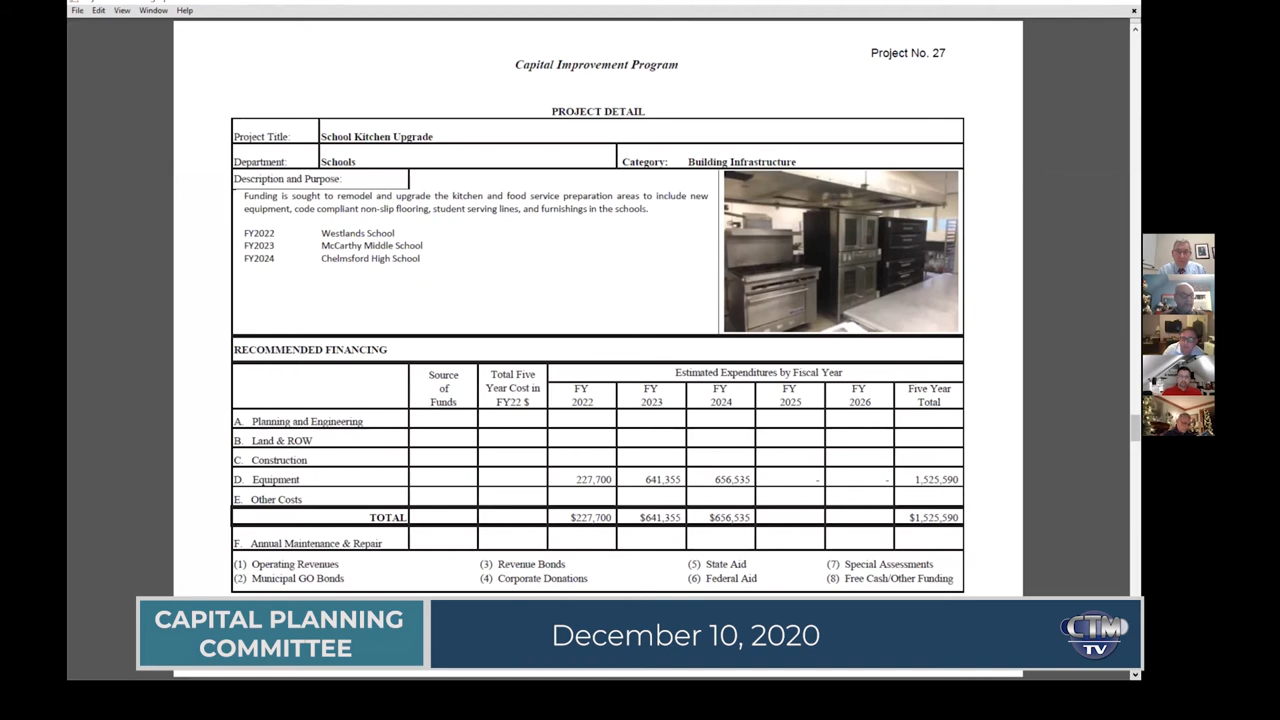 File Edit View Window Help
Project No. 27
Capital Improvement Program
PROJECT DETAIL
Project Title: School Kitchen Upgrade
Department: Schools Category: Building Infrastructure
Description and Purpose:
Funding is sought to remodel and upgrade the kitchen and food service preparation areas to include new
equipment, code compliant non-slip flooring, student serving lines, and furnishings in the schools.
FY2022 Westlands School
FY2023 McCarthy Middle School
FY2024 Chelmsford High School
RECOMMENDED FINANCING
Source of Funds
Total Five Year Cost in FY22 $
Estimated Expenditures by Fiscal Year
FY 2022 FY 2023 FY 2024 FY 2025 FY 2026 Five Year Total
A. Planning and Engineering
B. Land & ROW
C. Construction
D. Equipment 227,700 641,355 656,535 - - 1,525,590
E. Other Costs
TOTAL $227,700 $641,355 $656,535 $1,525,590
F. Annual Maintenance & Repair
(1) Operating Revenues (3) Revenue Bonds (5) State Aid (7) Special Assessments
(2) Municipal GO Bonds (4) Corporate Donations (6) Federal Aid (8) Free Cash/Other Funding
CAPITAL PLANNING
COMMITTEE
December 10, 2020
CTM
TV